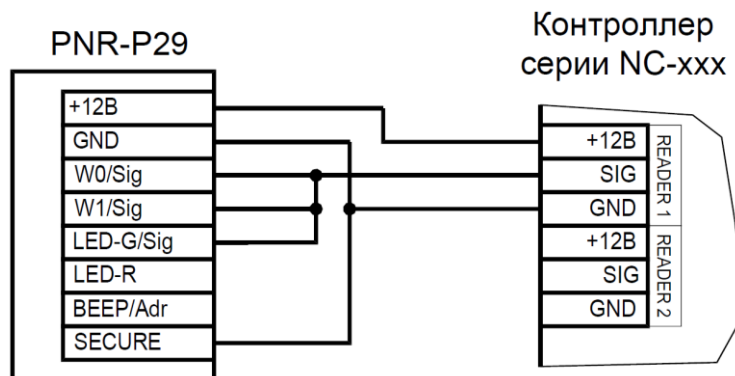 PNR-P29
+12В
GND
W0/Sig
W1/Sig
LED-G/Sig
LED-R
BEEP/Adr
SECURE
Контроллер
серии NC-xxx
+12В
SIG
GND
+12В
SIG
GND
READER 1
READER 2